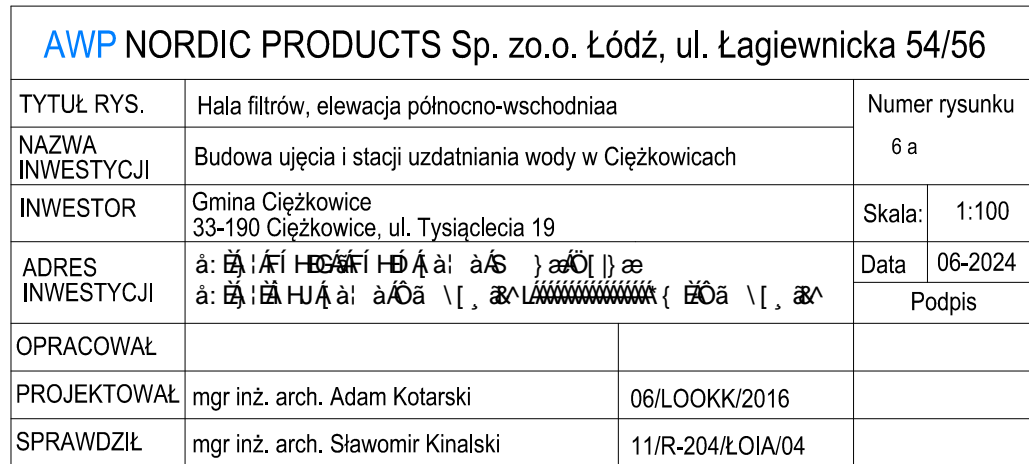 AWP NORDIC PRODUCTS Sp. zo.o. Łódź, ul. Łagiewnicka 54/56
TYTUŁ RYS.
Hala filtrów, elewacja północno-wschodniaa
Numer rysunku
6 a
NAZWA
INWESTYCJI
Budowa ujęcia i stacji uzdatniania wody w Ciężkowicach
INWESTOR
Gmina Ciężkowice
33-190 Ciężkowice, ul. Tysiąclecia 19
Skala:
1:100
ADRES
INWESTYCJI
Data
06-2024
Podpis
OPRACOWAŁ
PROJEKTOWAŁ
mgr inż. arch. Adam Kotarski
06/LOOKK/2016
SPRAWDZIŁ
mgr inż. arch. Sławomir Kinalski
11/R-204/ŁOIA/04